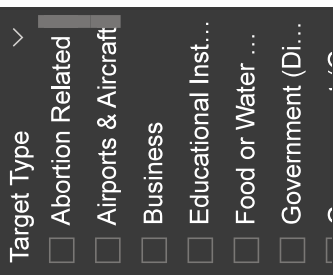 Target Type
Abortion Related
Airports & Aircraft
Business
Educational Inst...
Food or Water ...
Government (Di...